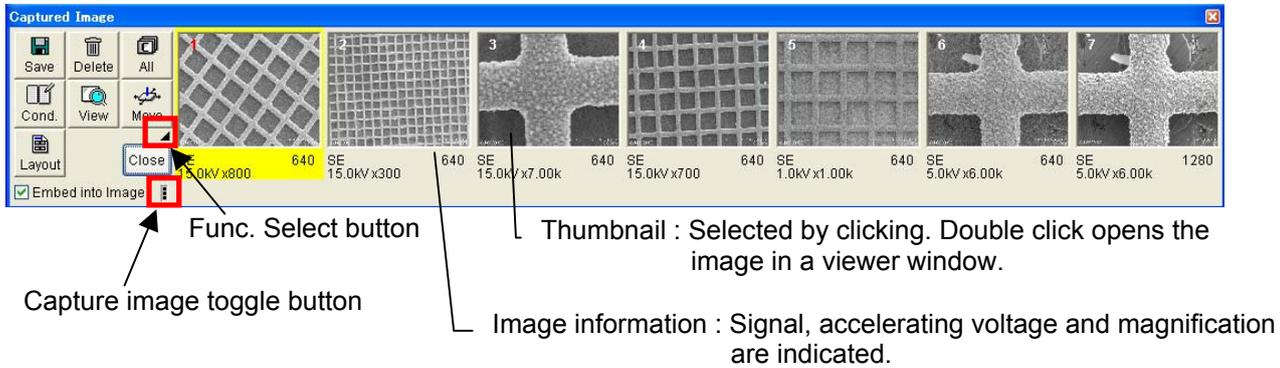 Captured Image
Save Delete All
Cond. View Move
Layout Close
Embed into Image
1 2 3 4 5 6 7
SE 640 SE 640 SE 640 SE 640 SE 640 SE 640 SE 1280
15.0kV x800 15.0kV x300 15.0kV x7.00k 15.0kV x700 1.0kV x1.00k 5.0kV x6.00k 5.0kV x6.00k
Func. Select button
Thumbnail : Selected by clicking. Double click opens the
image in a viewer window.
Capture image toggle button
Image information : Signal, accelerating voltage and magnification
are indicated.